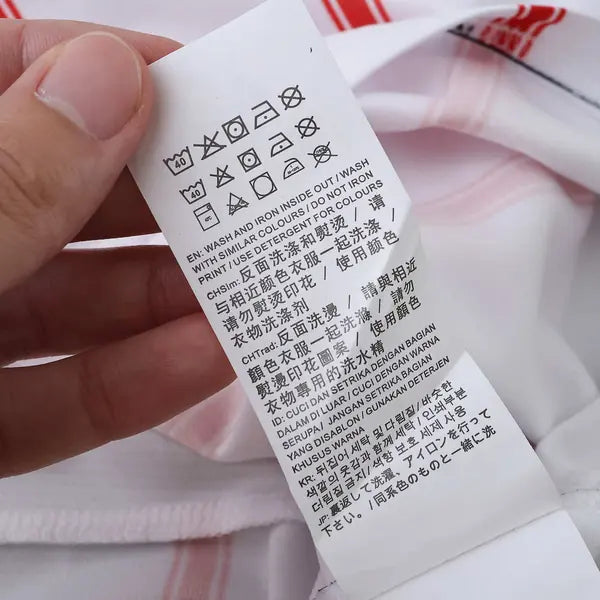 40
40
EN: WASH AND IRON INSIDE OUT / WASH
WITH SIMILAR COLOURS / DO NOT IRON
PRINT / USE DETERGENT FOR COLOURS
CHSim: 反面洗涤和熨烫 / 请
与相近颜色衣服一起洗涤 /
请勿熨烫印花 / 使用颜色
衣物洗涤剂
CHTrad: 反面洗燙 / 請與相近
顏色衣服一起洗滌 / 請勿
熨燙印花圖案 / 使用顏色
衣物專用的洗水精
ID: CUCI DAN SETRIKA DENGAN BAGIAN
DALAM DI LUAR / CUCI DENGAN WARNA
SERUPA/ JANGAN SETRIKA BAGIAN
YANG DISABLON / GUNAKAN DETERJEN
KHUSUS WARNA
KR: 뒤집어 세탁 및 다림질/ 비슷한
색깔의 옷감과 함께 세탁/ 인쇄부분
다림질 금지/ 색항 보호 세제 사용
JP: 裏返して洗濯、アイロンを行って
下さい。/同系色のものと一緒に洗